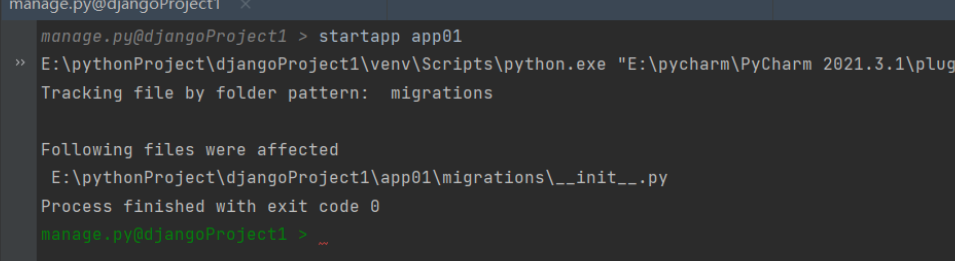 manage.py@djangoProject1 ×
manage.py@djangoProject1 > startapp app01
E:\pythonProject\djangoProject1\venv\Scripts\python.exe "E:\pycharm\PyCharm 2021.3.1\plug
Tracking file by folder pattern:  migrations
Following files were affected
 E:\pythonProject\djangoProject1\app01\migrations\__init__.py
Process finished with exit code 0
manage.py@djangoProject1 >